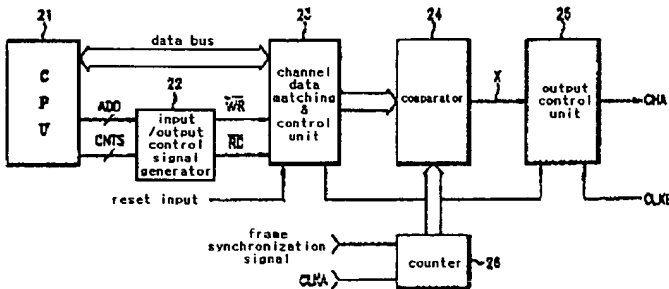 21
23
24
25
data bus
C
P
U
22
ADD
CNTS
input
/output
control
signal
generator
WR
RD
channel
data
matching
&
control
unit
comparator
X
output
control
unit
CHA
CLKB
reset input
frame
synchronization
signal
CLKA
counter
26